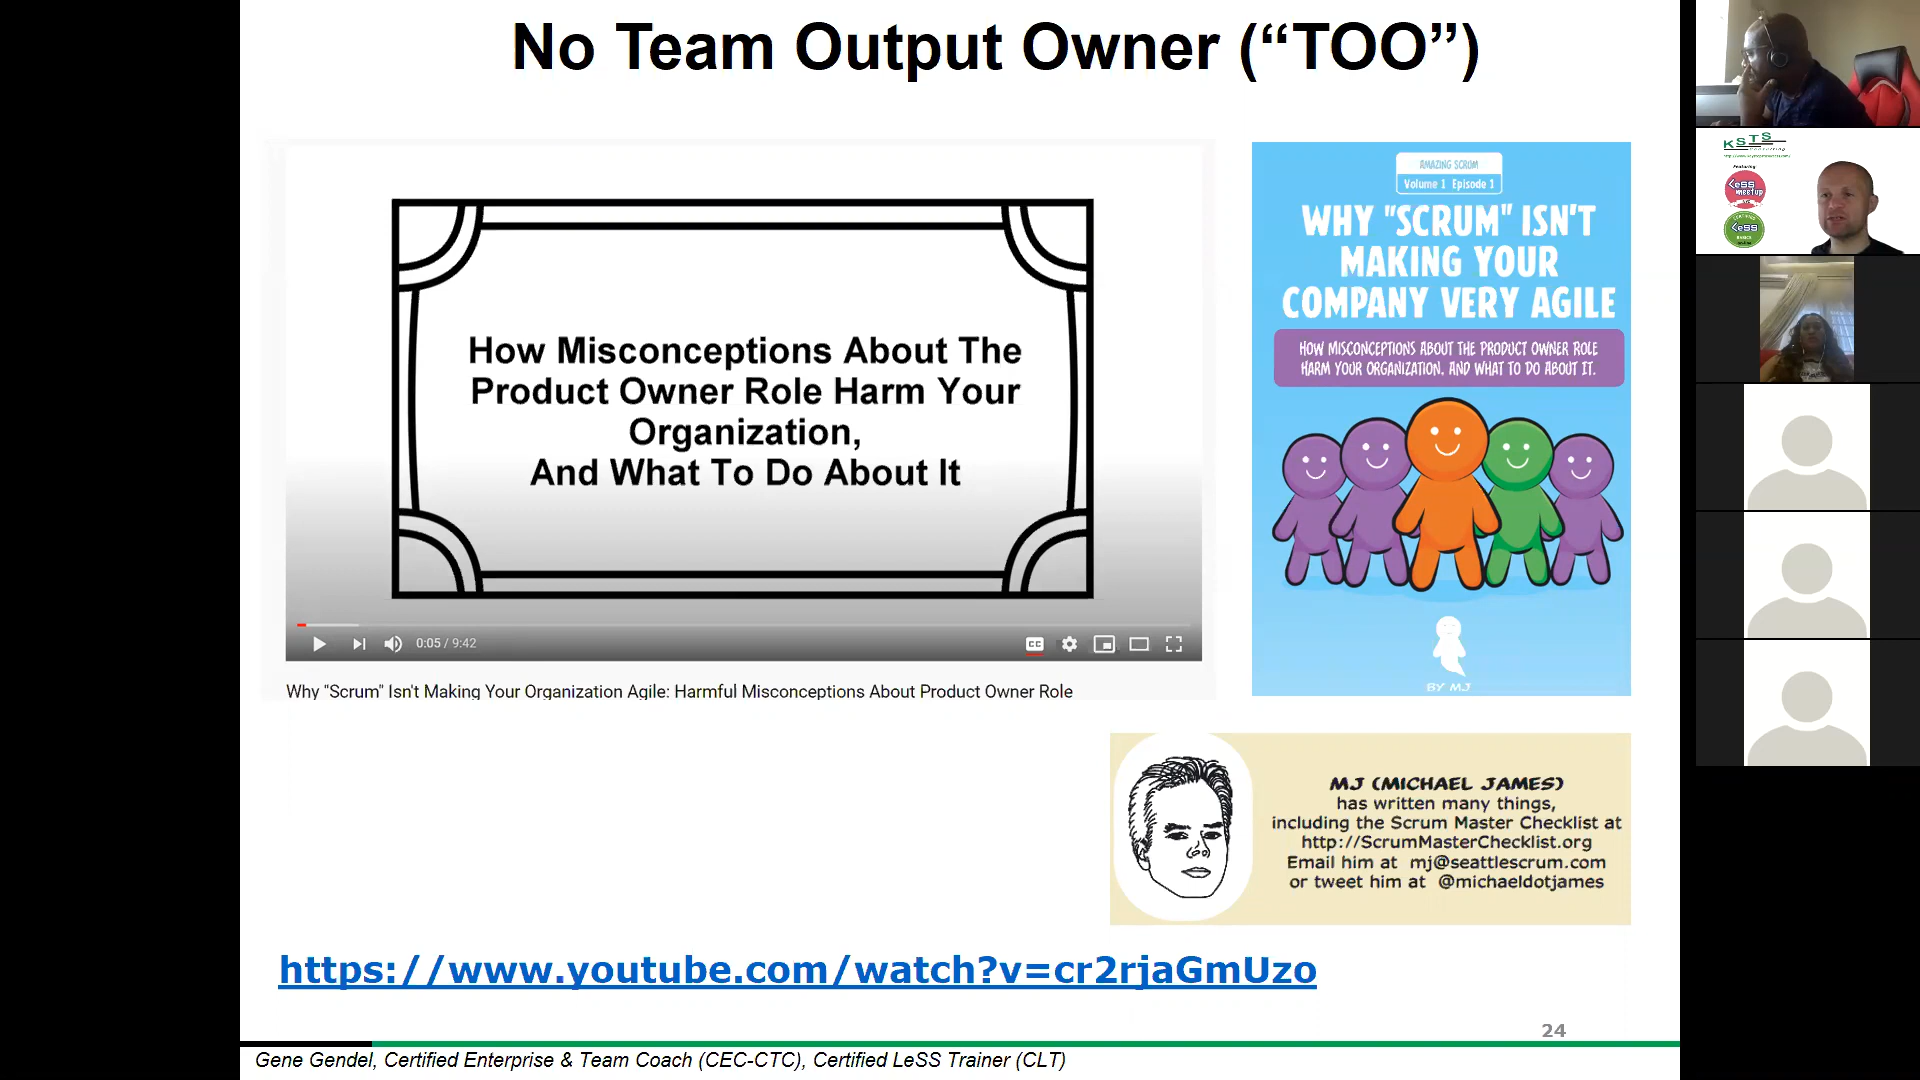 No Team Output Owner (“TOO”)
How Misconceptions About The
Product Owner Role Harm Your
Organization,
And What To Do About It
0:05 / 9:42
CC
Why "Scrum" Isn't Making Your Organization Agile: Harmful Misconceptions About Product Owner Role
AMAZING SCRUM
Volume 1 Episode 1
WHY "SCRUM" ISN'T
MAKING YOUR
COMPANY VERY AGILE
HOW MISCONCEPTIONS ABOUT THE PRODUCT OWNER ROLE
HARM YOUR ORGANIZATION, AND WHAT TO DO ABOUT IT.
BY MJ
MJ (MICHAEL JAMES)
has written many things,
including the Scrum Master Checklist at
http://ScrumMasterChecklist.org
Email him at mj@seattlescrum.com
or tweet him at @michaeldotjames
https://www.youtube.com/watch?v=cr2rjaGmUzo
24
Gene Gendel, Certified Enterprise & Team Coach (CEC-CTC), Certified LeSS Trainer (CLT)
KSTS
Featuring:
LeSS
meetup
LeSS